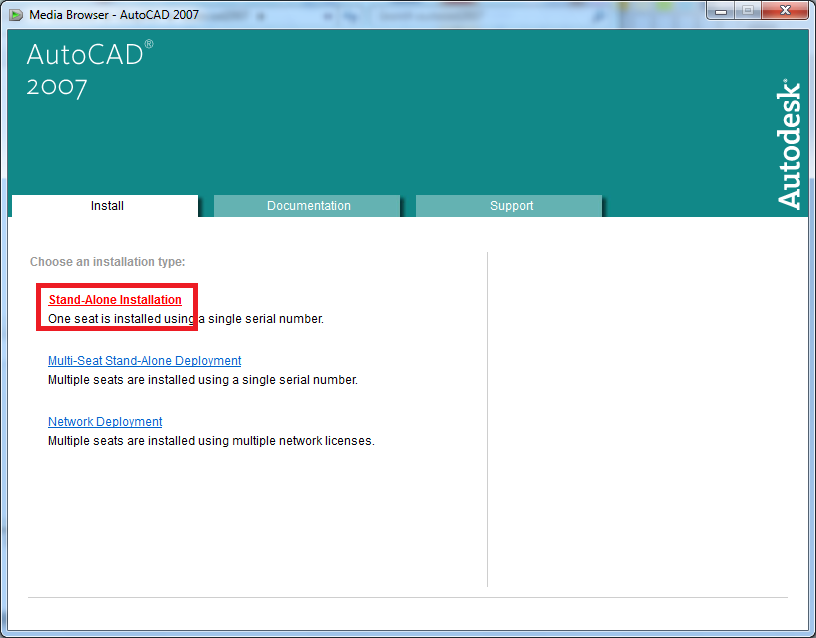 Media Browser - AutoCAD 2007
AutoCAD®
2007
Autodesk®
Install
Documentation
Support
Choose an installation type:
Stand-Alone Installation
One seat is installed using a single serial number.
Multi-Seat Stand-Alone Deployment
Multiple seats are installed using a single serial number.
Network Deployment
Multiple seats are installed using multiple network licenses.